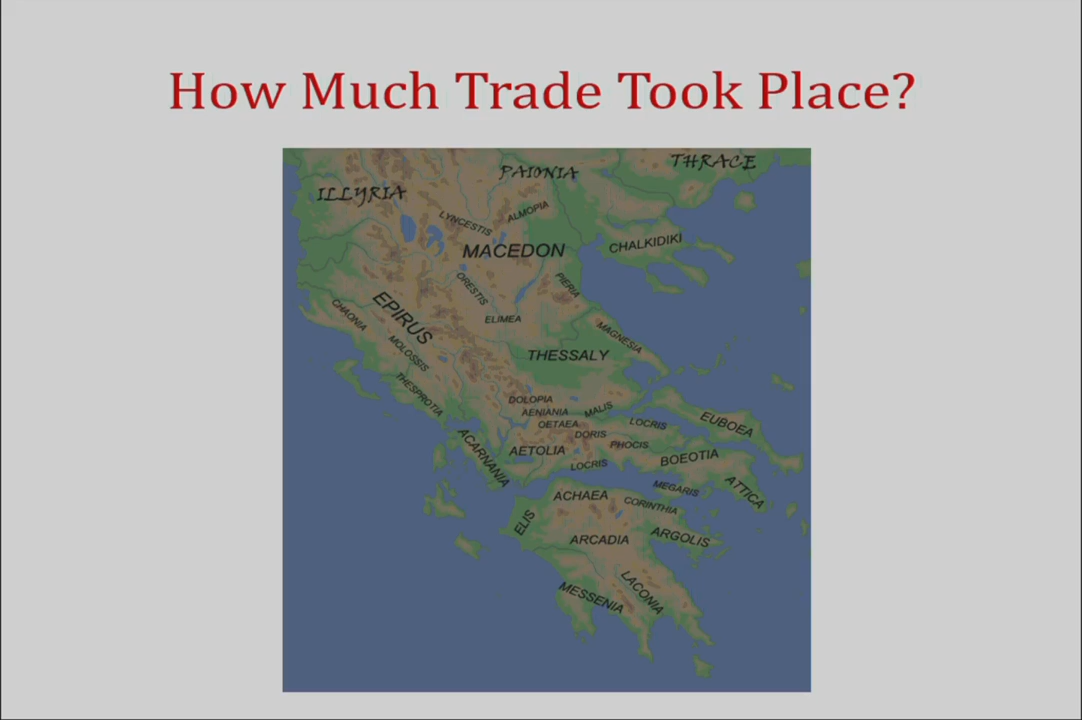 How Much Trade Took Place?
THRACE
PAIONIA
ILLYRIA
ALMOPIA
LYNCESTIS
CHALKIDIKI
MACEDON
PIERIA
ORESTIS
EPIRUS
CHAONIA
ELIMEA
MAGNESIA
MOLOSSIS
THESSALY
THESPROTIA
DOLOPIA
AENIANIA
MALIS
OETAEA
LOCRIS
EUBOEA
DORIS
PHOCIS
ACARNANIA
AETOLIA
LOCRIS
BOEOTIA
ATTICA
MEGARIS
ACHAEA
CORINTHIA
ELIS
ARCADIA
ARGOLIS
LACONIA
MESSENIA